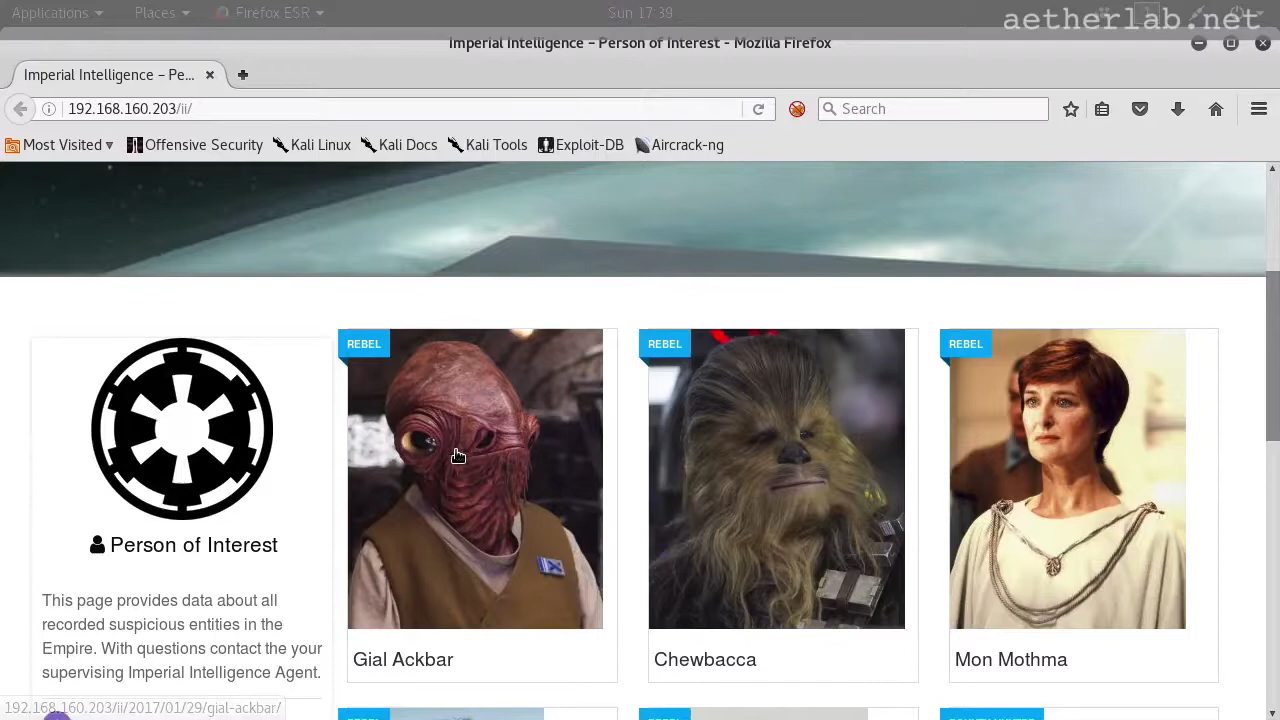 Applications Places Firefox ESR Sun 17:39
aetherlab.net
Imperial Intelligence – Person of Interest - Mozilla Firefox
Imperial Intelligence – Pe...
192.168.160.203/ii/ Search
Most Visited Offensive Security Kali Linux Kali Docs Kali Tools Exploit-DB Aircrack-ng
REBEL REBEL REBEL
Person of Interest
This page provides data about all
recorded suspicious entities in the
Empire. With questions contact the your
supervising Imperial Intelligence Agent.
Gial Ackbar Chewbacca Mon Mothma
192.168.160.203/ii/2017/01/29/gial-ackbar/